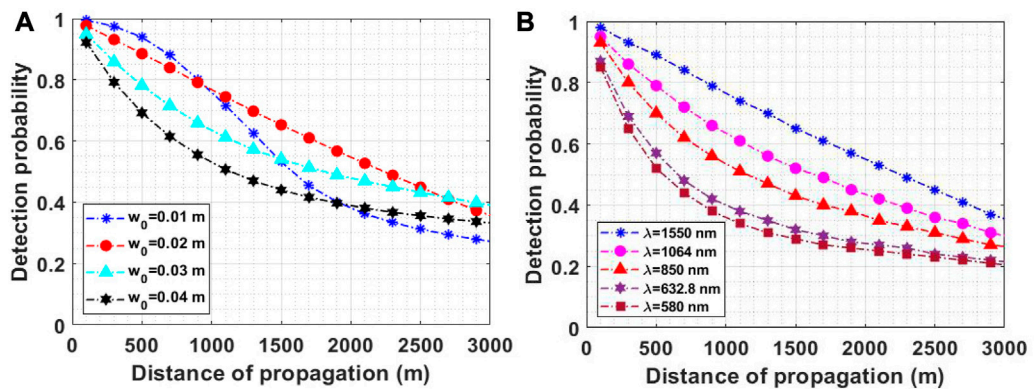 A
Detection probability
1
0.8
0.6
0.4
0.2
0
w0=0.01 m
w0=0.02 m
w0=0.03 m
w0=0.04 m
0 500 1000 1500 2000 2500 3000
Distance of propagation (m)
B
Detection probability
1
0.8
0.6
0.4
0.2
0
λ=1550 nm
λ=1064 nm
λ=850 nm
λ=632.8 nm
λ=580 nm
0 500 1000 1500 2000 2500 3000
Distance of propagation (m)